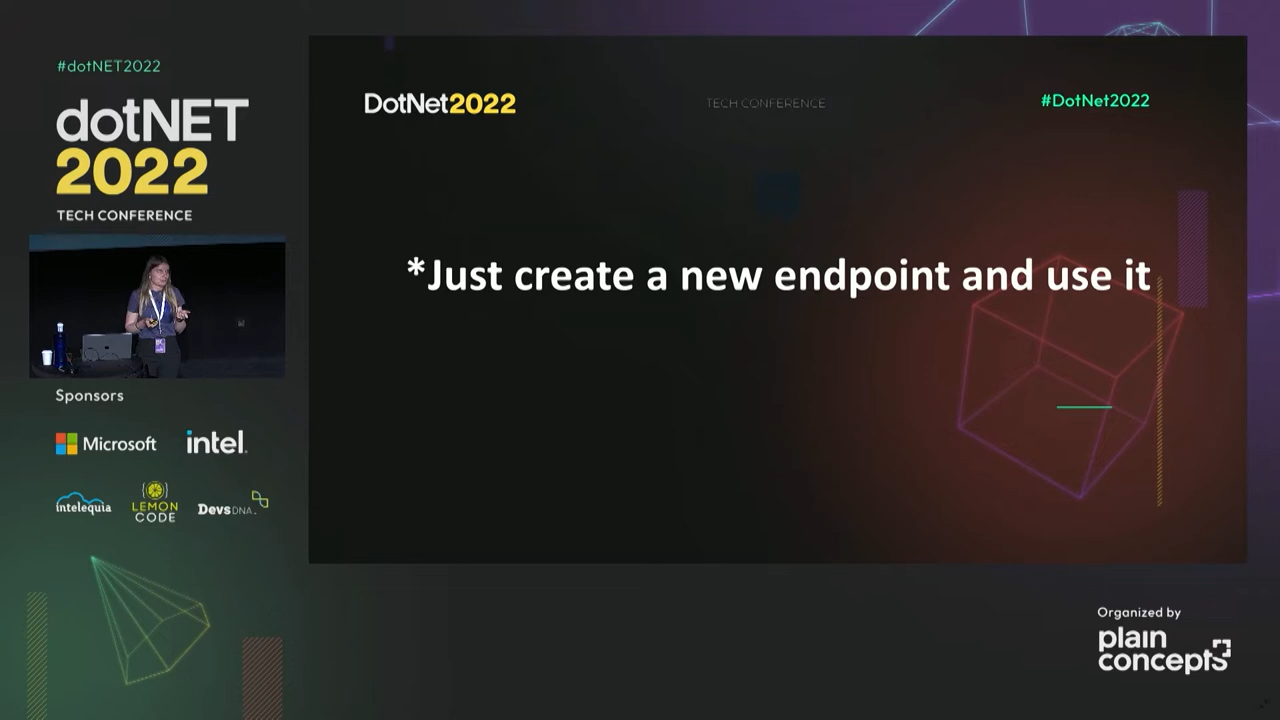 #dotNET2022
dotNET
2022
TECH CONFERENCE
Sponsors
Microsoft
intel.
intelequia
LEMON
CODE
DevsDNA.
DotNet2022
TECH CONFERENCE
#DotNet2022
*Just create a new endpoint and use it
Organized by
plain
concepts